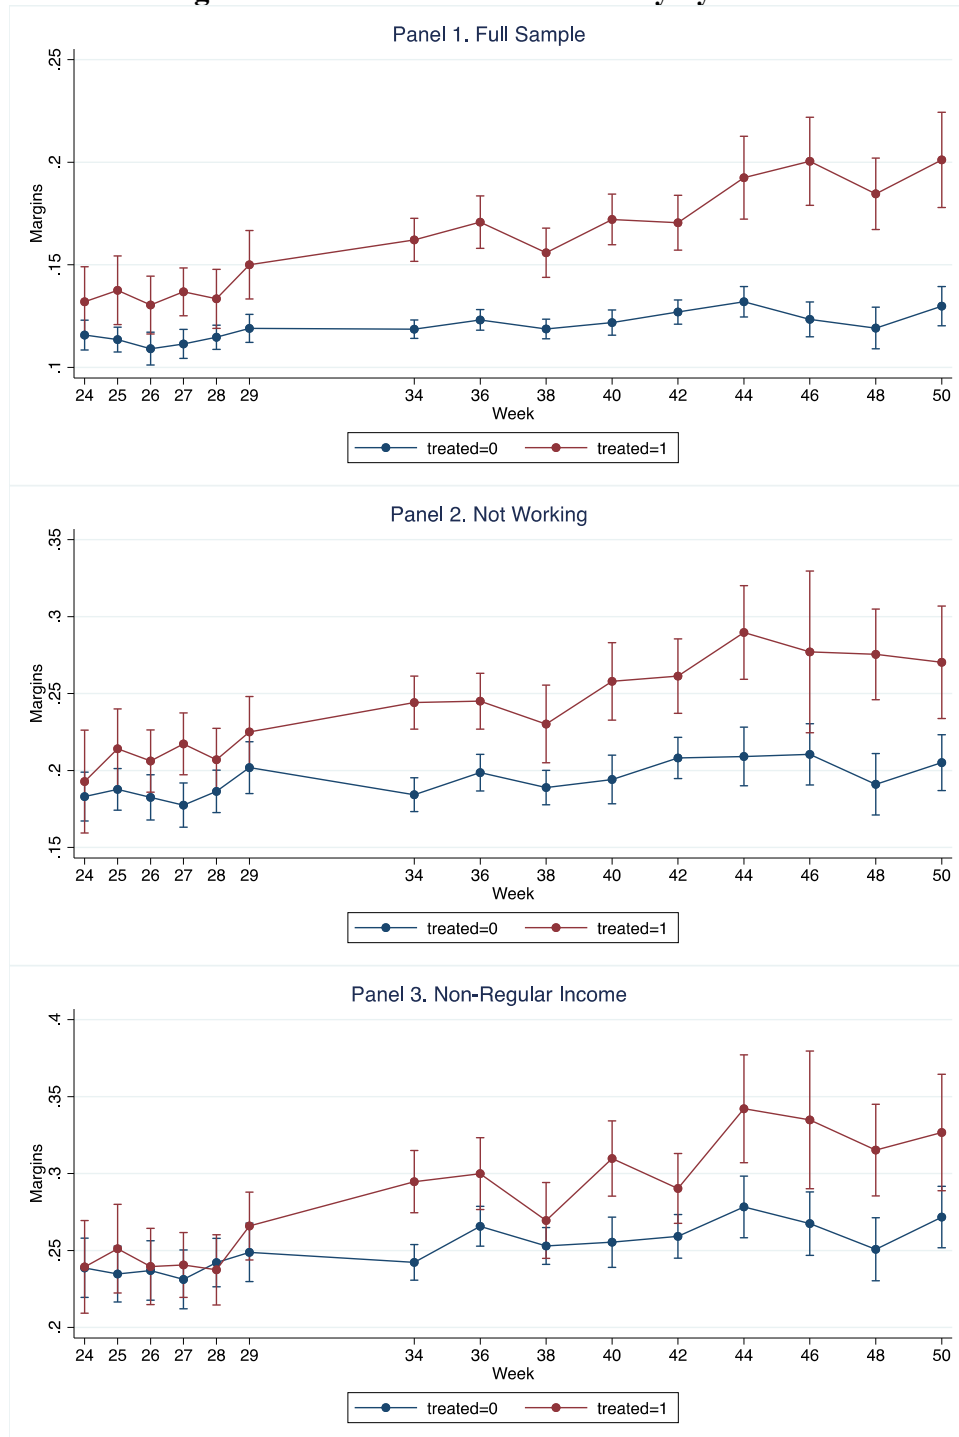 Panel 1. Full Sample
.25
.2
.15
.1
Margins
24 25 26 27 28 29 34 36 38 40 42 44 46 48 50
Week
treated=0 treated=1
Panel 2. Not Working
.35
.3
.25
.2
.15
Margins
24 25 26 27 28 29 34 36 38 40 42 44 46 48 50
Week
treated=0 treated=1
Panel 3. Non-Regular Income
.4
.35
.3
.25
.2
Margins
24 25 26 27 28 29 34 36 38 40 42 44 46 48 50
Week
treated=0 treated=1